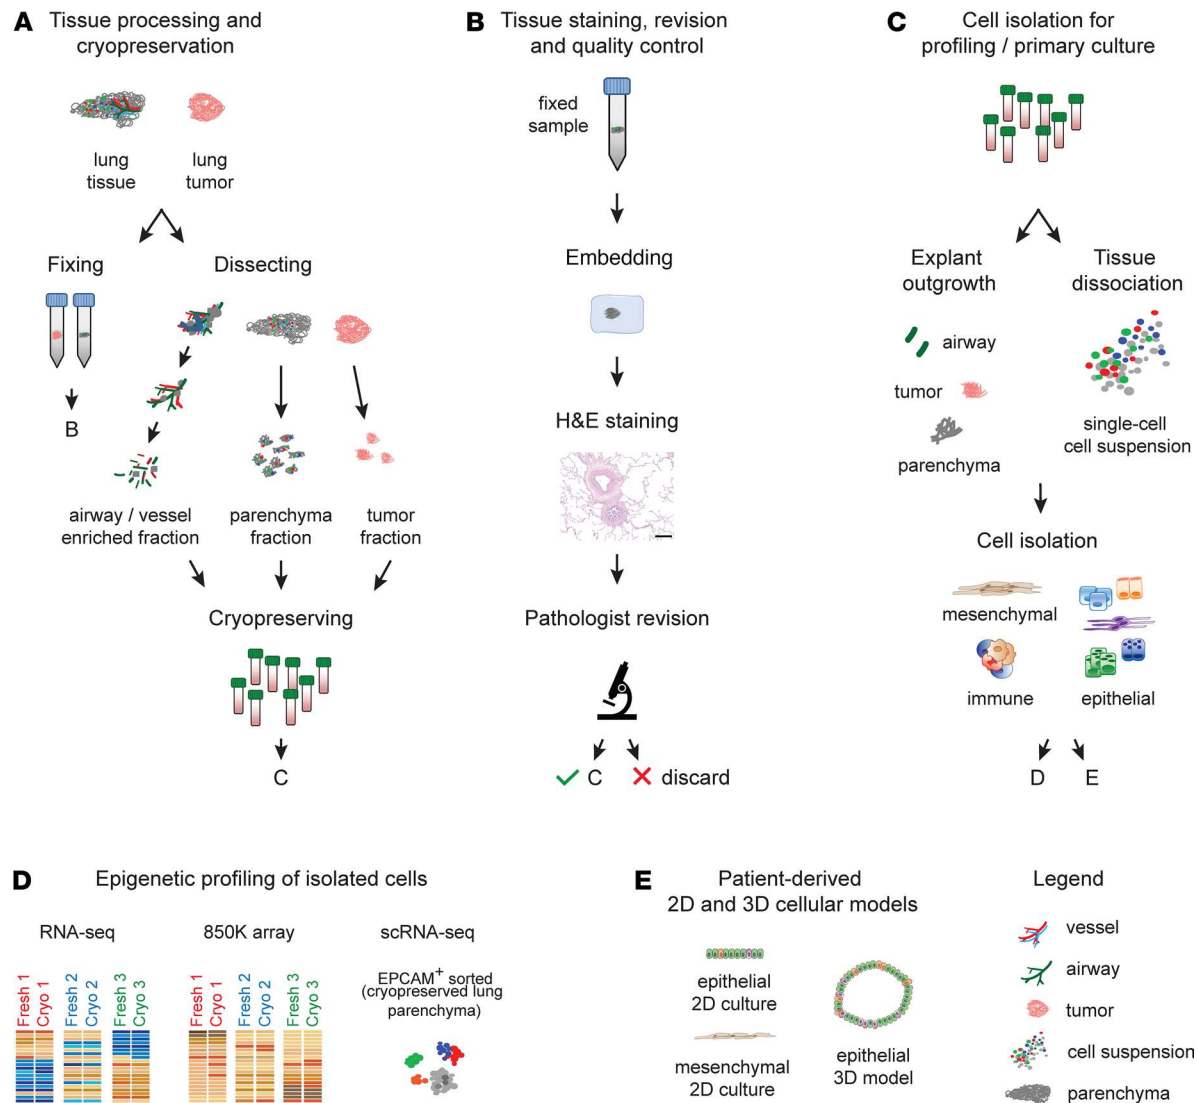 A Tissue processing and
cryopreservation
lung
tissue
lung
tumor
Fixing
Dissecting
B
airway / vessel
enriched fraction
parenchyma
fraction
tumor
fraction
Cryopreserving
C
B Tissue staining, revision
and quality control
fixed
sample
Embedding
H&E staining
Pathologist revision
C
discard
C Cell isolation for
profiling / primary culture
Explant
outgrowth
Tissue
dissociation
airway
tumor
parenchyma
single-cell
cell suspension
Cell isolation
mesenchymal
immune
epithelial
D
E
D Epigenetic profiling of isolated cells
RNA-seq
850K array
scRNA-seq
Fresh 1
Cryo 1
Fresh 2
Cryo 2
Fresh 3
Cryo 3
Fresh 1
Cryo 1
Fresh 2
Cryo 2
Fresh 3
Cryo 3
EPCAM+ sorted
(cryopreserved lung
parenchyma)
E Patient-derived
2D and 3D cellular models
epithelial
2D culture
mesenchymal
2D culture
epithelial
3D model
Legend
vessel
airway
tumor
cell suspension
parenchyma